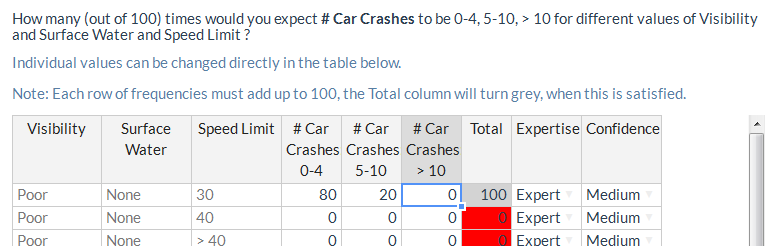 How many (out of 100) times would you expect # Car Crashes to be 0-4, 5-10, > 10 for different values of Visibility
and Surface Water and Speed Limit ?
Individual values can be changed directly in the table below.
Note: Each row of frequencies must add up to 100, the Total column will turn grey, when this is satisfied.
Visibility Surface Speed Limit # Car # Car # Car Total Expertise Confidence
Water Crashes Crashes Crashes
0-4 5-10 > 10
Poor None 30 80 20 0 100 Expert Medium
Poor None 40 0 0 0 0 Expert Medium
Poor None > 40 0 0 0 0 Expert Medium